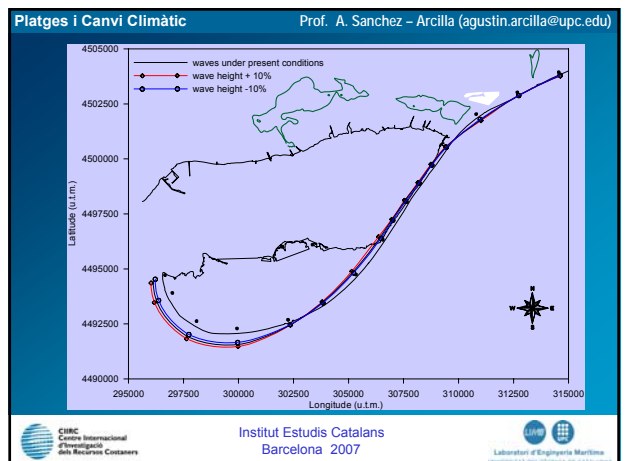 Platges i Canvi Climàtic
Prof. A. Sanchez – Arcilla (agustin.arcilla@upc.edu)
4505000
4502500
4500000
4497500
4495000
4492500
4490000
Latitude (u.t.m.)
waves under present conditions
wave height + 10%
wave height -10%
N
W
E
S
295000
297500
300000
302500
305000
307500
310000
312500
315000
Longitude (u.t.m.)
CIIRC
Centre Internacional
d'Investigació
dels Recursos Costaners
Institut Estudis Catalans
Barcelona 2007
LIM
UPC
Laboratori d'Enginyeria Marítima